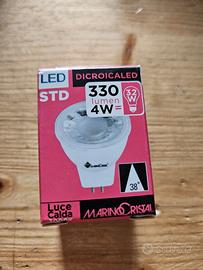 LED
DICROICALED
STD
330
lumen
4W=
32
W
38°
Luce
Calda
MARINO CRISTAL